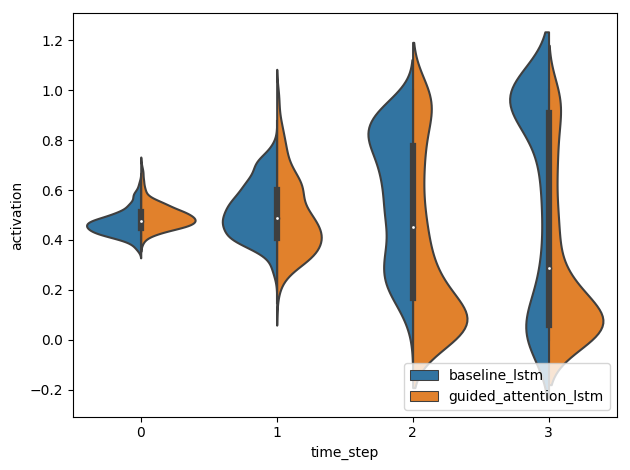 1.2
1.0
0.8
0.6
0.4
0.2
0.0
−0.2
activation
0 1 2 3
time_step
baseline_lstm
guided_attention_lstm